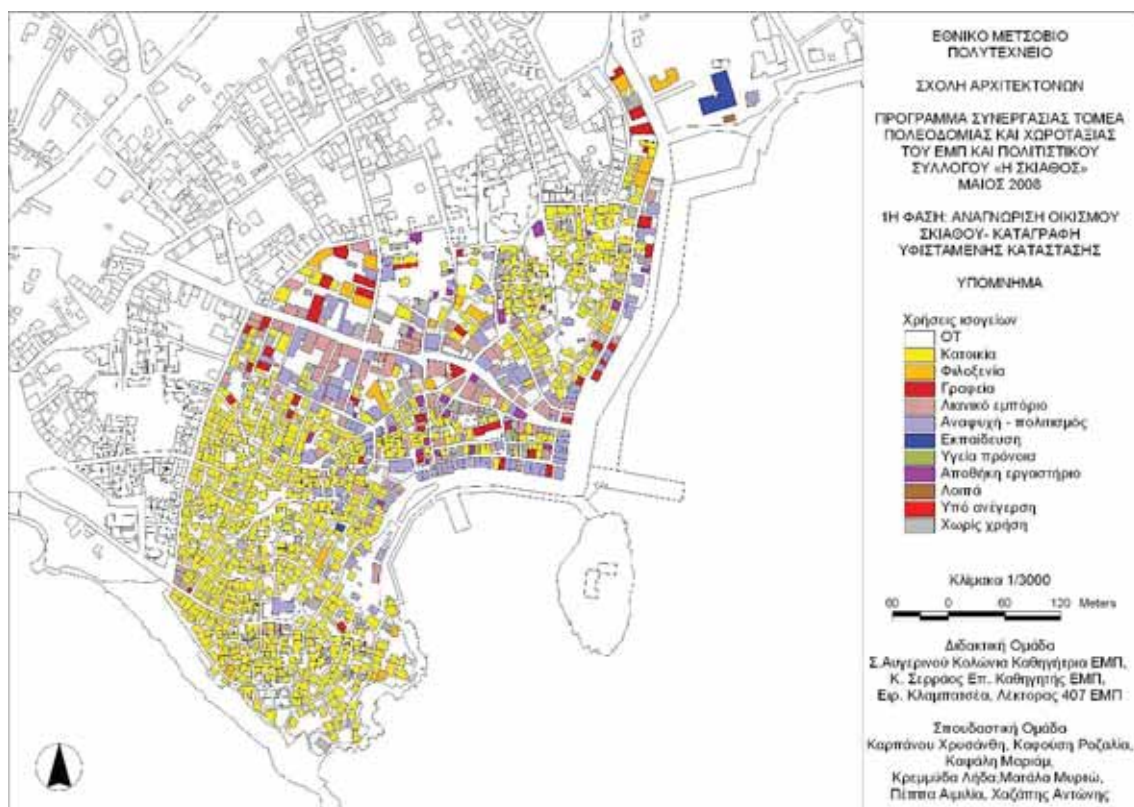 ΕΘΝΙΚΟ ΜΕΤΣΟΒΙΟ
ΠΟΛΥΤΕΧΝΕΙΟ
ΣΧΟΛΗ ΑΡΧΙΤΕΚΤΟΝΩΝ
ΠΡΟΓΡΑΜΜΑ ΣΥΝΕΡΓΑΣΙΑΣ ΤΟΜΕΑ
ΠΟΛΕΟΔΟΜΙΑΣ ΚΑΙ ΧΩΡΟΤΑΞΙΑΣ
ΤΟΥ ΕΜΠ ΚΑΙ ΠΟΛΙΤΙΣΤΙΚΟΥ
ΣΥΛΛΟΓΟΥ «Η ΣΚΙΑΘΟΣ»
ΜΑΙΟΣ 2008
1Η ΦΑΣΗ: ΑΝΑΓΝΩΡΙΣΗ ΟΙΚΙΣΜΟΥ
ΣΚΙΑΘΟΥ- ΚΑΤΑΓΡΑΦΗ
ΥΦΙΣΤΑΜΕΝΗΣ ΚΑΤΑΣΤΑΣΗΣ
ΥΠΟΜΝΗΜΑ
Χρήσεις ισογείων
ΟΤ
Κατοικία
Φιλοξενία
Γραφεία
Λιανικό εμπόριο
Αναψυχή - πολιτισμός
Εκπαίδευση
Υγεία πρόνοια
Αποθήκη εργαστήριο
Λοιπά
Υπό ανέγερση
Χωρίς χρήση
Κλίμακα 1/3000
60 0 60 120 Meters
Διδακτική Ομάδα
Σ.Αυγερινού Κολώνια Καθηγήτρια ΕΜΠ,
Κ. Σερράος Επ. Καθηγητής ΕΜΠ,
Ειρ. Κλαμπατσέα, Λέκτορας 407 ΕΜΠ
Σπουδαστική Ομάδα
Καρπάνου Χρυσάνθη, Καφούση Ροζαλία,
Καψάλη Μαριάμ,
Κρεμμύδα Λήδα,Ματάλα Μυρτώ,
Πέππα Αιμιλία, Χαζάπης Αντώνης